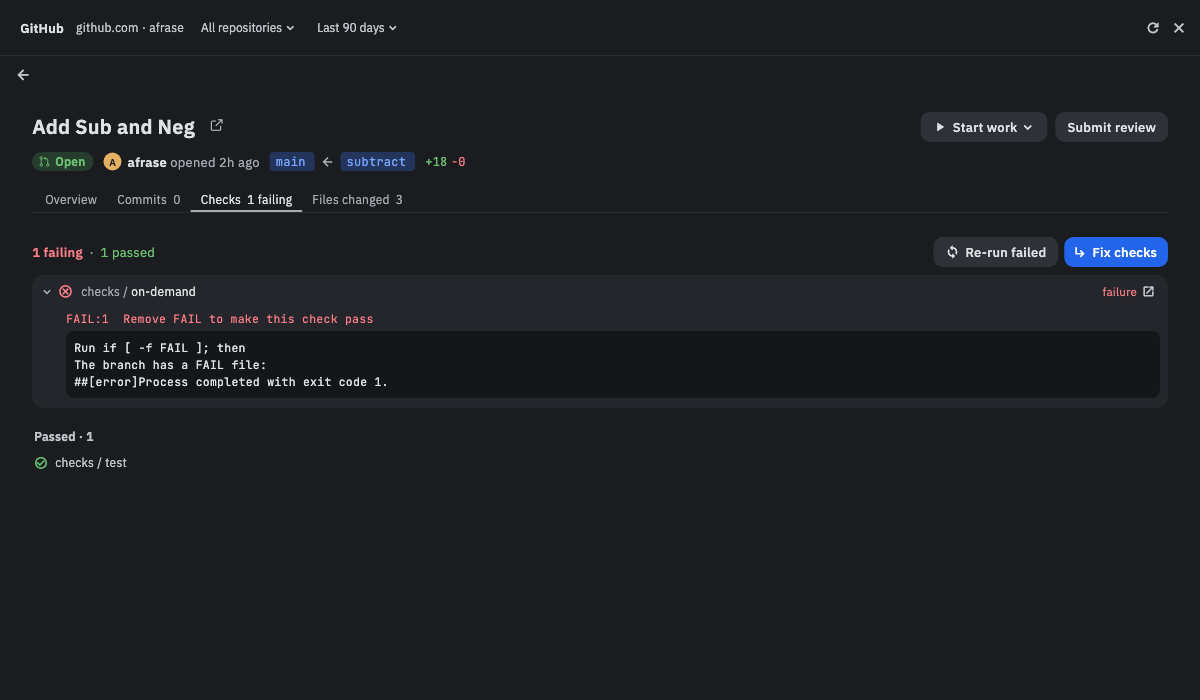 GitHub github.com · afrase All repositories Last 90 days
Add Sub and Neg
Start work Submit review
Open A afrase opened 2h ago main ← subtract +18 -0
Overview Commits 0 Checks 1 failing Files changed 3
1 failing · 1 passed
Re-run failed Fix checks
checks / on-demand failure
FAIL:1 Remove FAIL to make this check pass
Run if [ -f FAIL ]; then
The branch has a FAIL file:
##[error]Process completed with exit code 1.
Passed · 1
checks / test